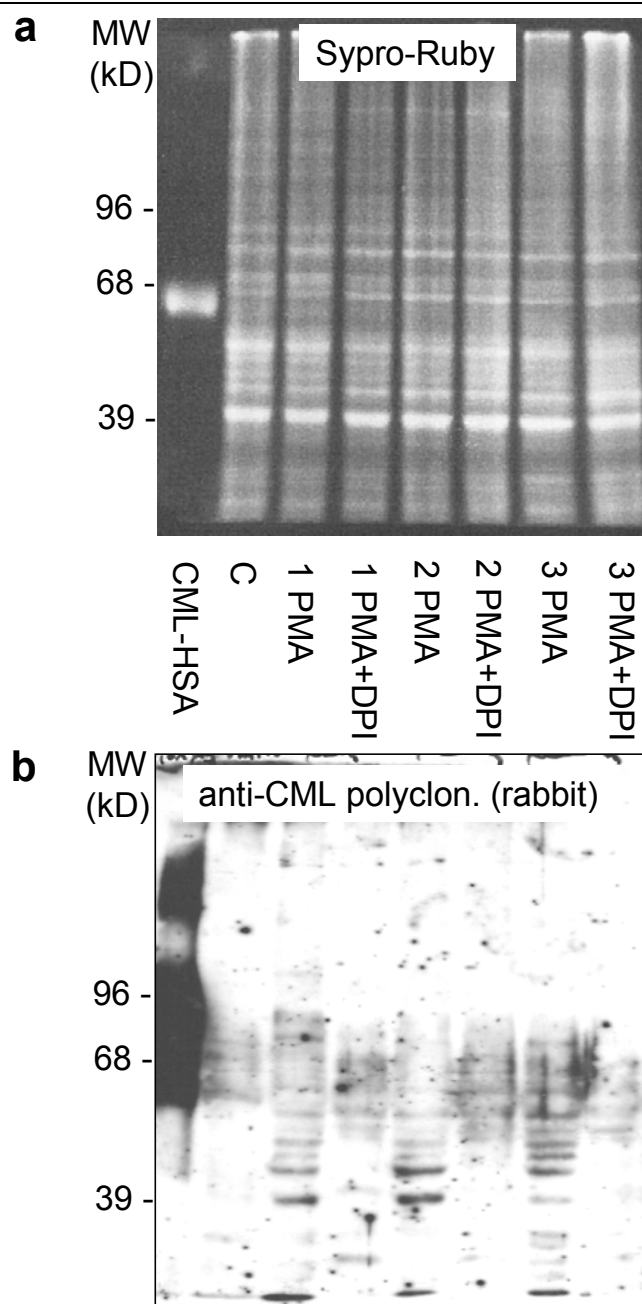 a
MW
(kD)
Sypro-Ruby
96 -
68 -
39 -
CML-HSA
C
1 PMA
1 PMA+DPI
2 PMA
2 PMA+DPI
3 PMA
3 PMA+DPI
b
MW
(kD)
anti-CML polyclon. (rabbit)
96 -
68 -
39 -